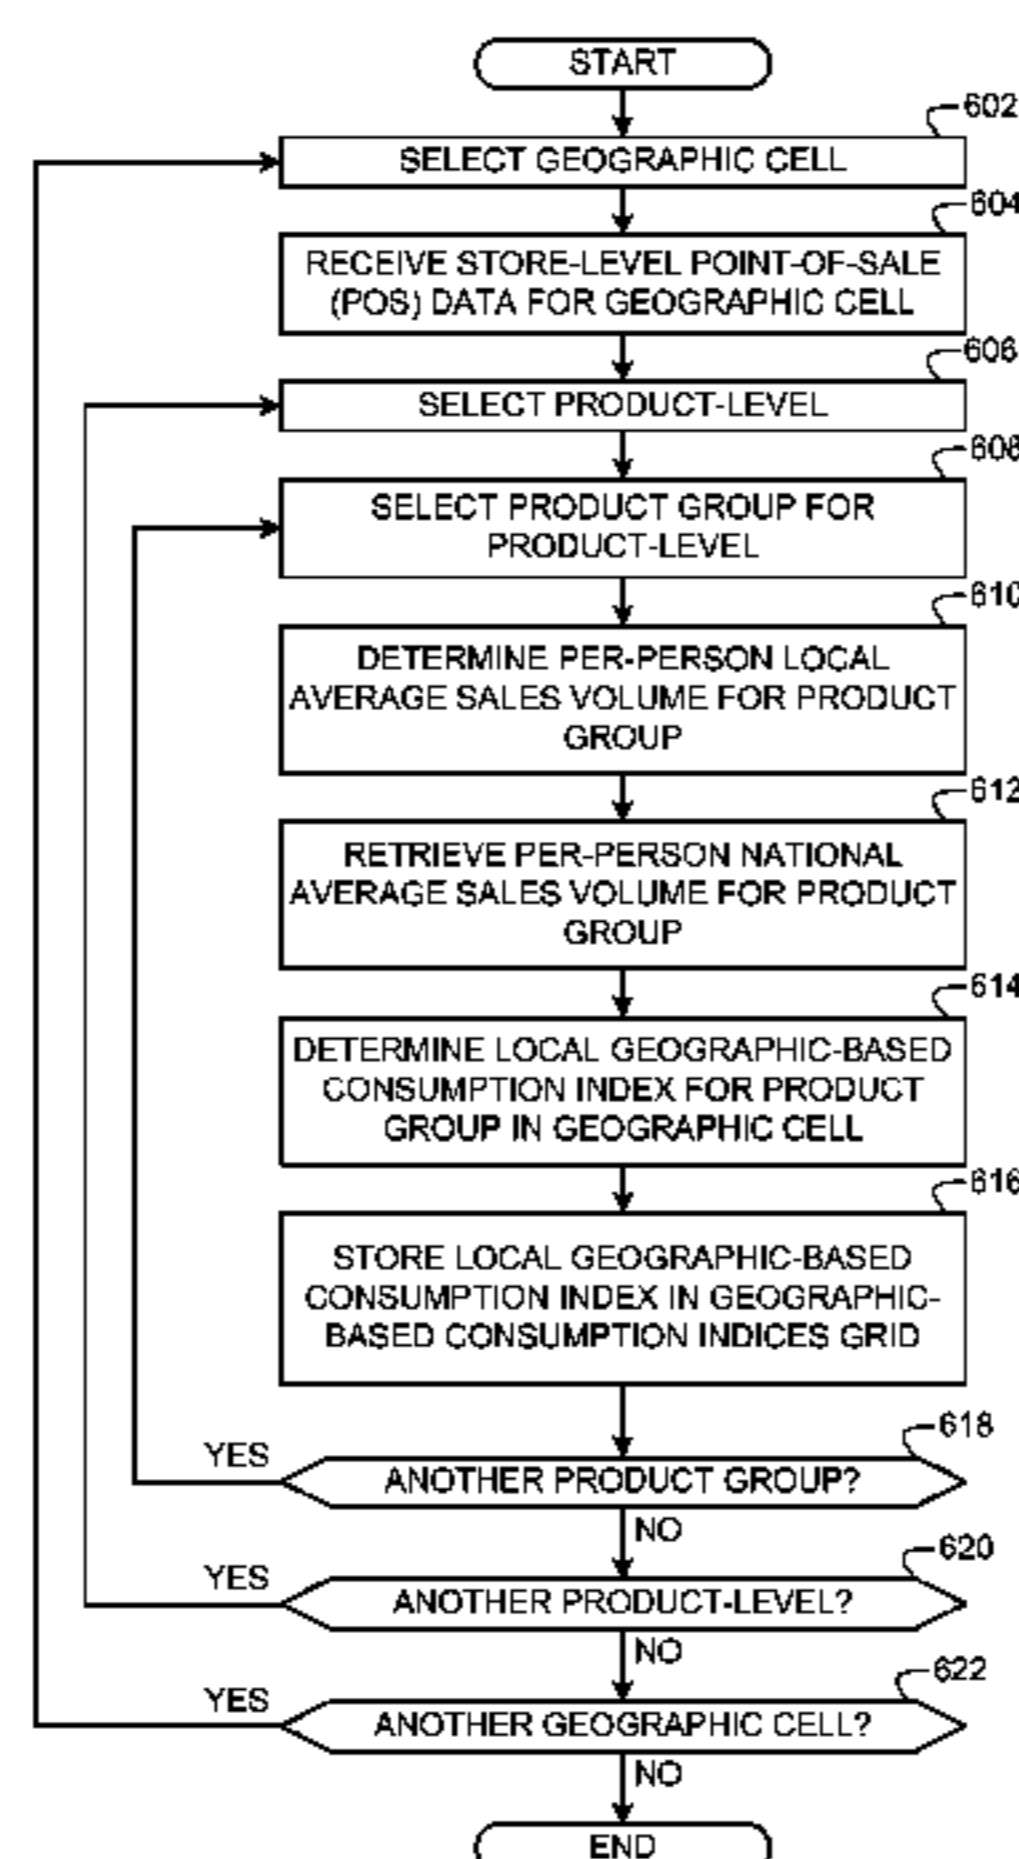 START
602
SELECT GEOGRAPHIC CELL
604
RECEIVE STORE-LEVEL POINT-OF-SALE
(POS) DATA FOR GEOGRAPHIC CELL
606
SELECT PRODUCT-LEVEL
608
SELECT PRODUCT GROUP FOR
PRODUCT-LEVEL
610
DETERMINE PER-PERSON LOCAL
AVERAGE SALES VOLUME FOR PRODUCT
GROUP
612
RETRIEVE PER-PERSON NATIONAL
AVERAGE SALES VOLUME FOR PRODUCT
GROUP
614
DETERMINE LOCAL GEOGRAPHIC-BASED
CONSUMPTION INDEX FOR PRODUCT
GROUP IN GEOGRAPHIC CELL
616
STORE LOCAL GEOGRAPHIC-BASED
CONSUMPTION INDEX IN GEOGRAPHIC-
BASED CONSUMPTION INDICES GRID
618
YES
ANOTHER PRODUCT GROUP?
NO
620
YES
ANOTHER PRODUCT-LEVEL?
NO
622
YES
ANOTHER GEOGRAPHIC CELL?
NO
END